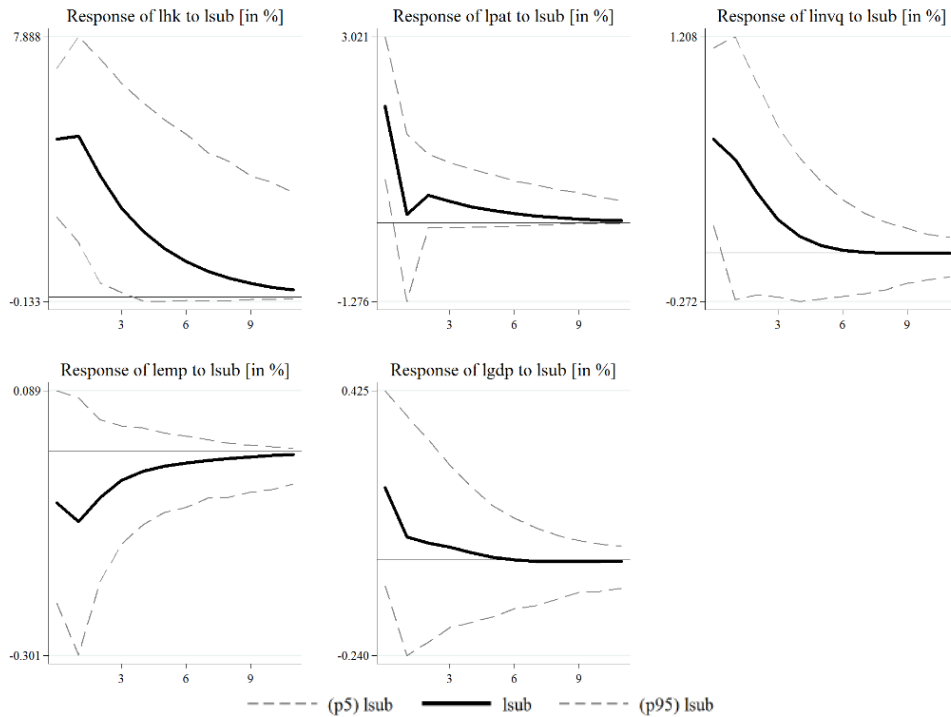 Response of lhk to lsub [in %]
7.888
-0.133
3 6 9
Response of lpat to lsub [in %]
3.021
-1.276
3 6 9
Response of linvq to lsub [in %]
1.208
-0.272
3 6 9
Response of lemp to lsub [in %]
0.089
-0.301
3 6 9
Response of lgdp to lsub [in %]
0.425
-0.240
3 6 9
(p5) lsub lsub (p95) lsub